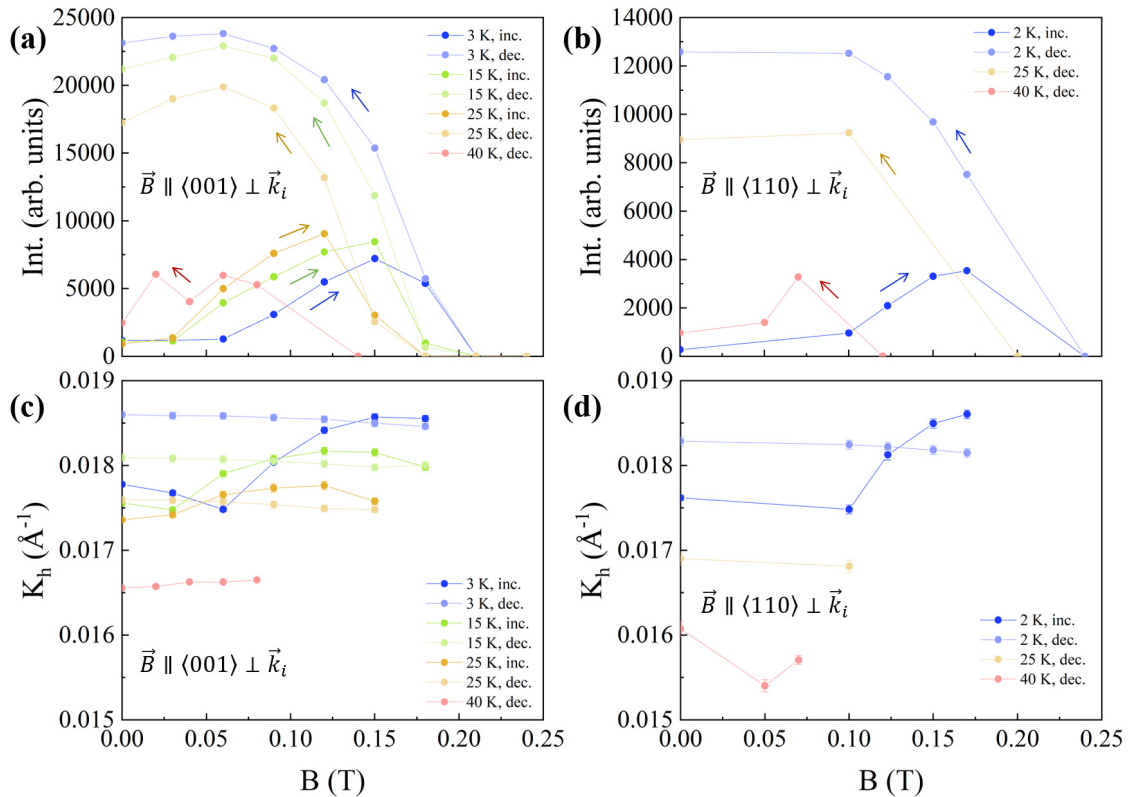 (a)
25000
20000
15000
10000
5000
0
Int. (arb. units)
3 K, inc.
3 K, dec.
15 K, inc.
15 K, dec.
25 K, inc.
25 K, dec.
40 K, dec.
B⃗ ∥ ⟨001⟩ ⊥ k⃗ᵢ
(b)
14000
12000
10000
8000
6000
4000
2000
0
Int. (arb. units)
2 K, inc.
2 K, dec.
25 K, dec.
40 K, dec.
B⃗ ∥ ⟨110⟩ ⊥ k⃗ᵢ
(c)
0.019
0.018
0.017
0.016
0.015
Kₕ (Å⁻¹)
3 K, inc.
3 K, dec.
15 K, inc.
15 K, dec.
25 K, inc.
25 K, dec.
40 K, dec.
B⃗ ∥ ⟨001⟩ ⊥ k⃗ᵢ
0.00 0.05 0.10 0.15 0.20 0.25
B (T)
(d)
0.019
0.018
0.017
0.016
0.015
Kₕ (Å⁻¹)
B⃗ ∥ ⟨110⟩ ⊥ k⃗ᵢ
2 K, inc.
2 K, dec.
25 K, dec.
40 K, dec.
0.00 0.05 0.10 0.15 0.20 0.25
B (T)